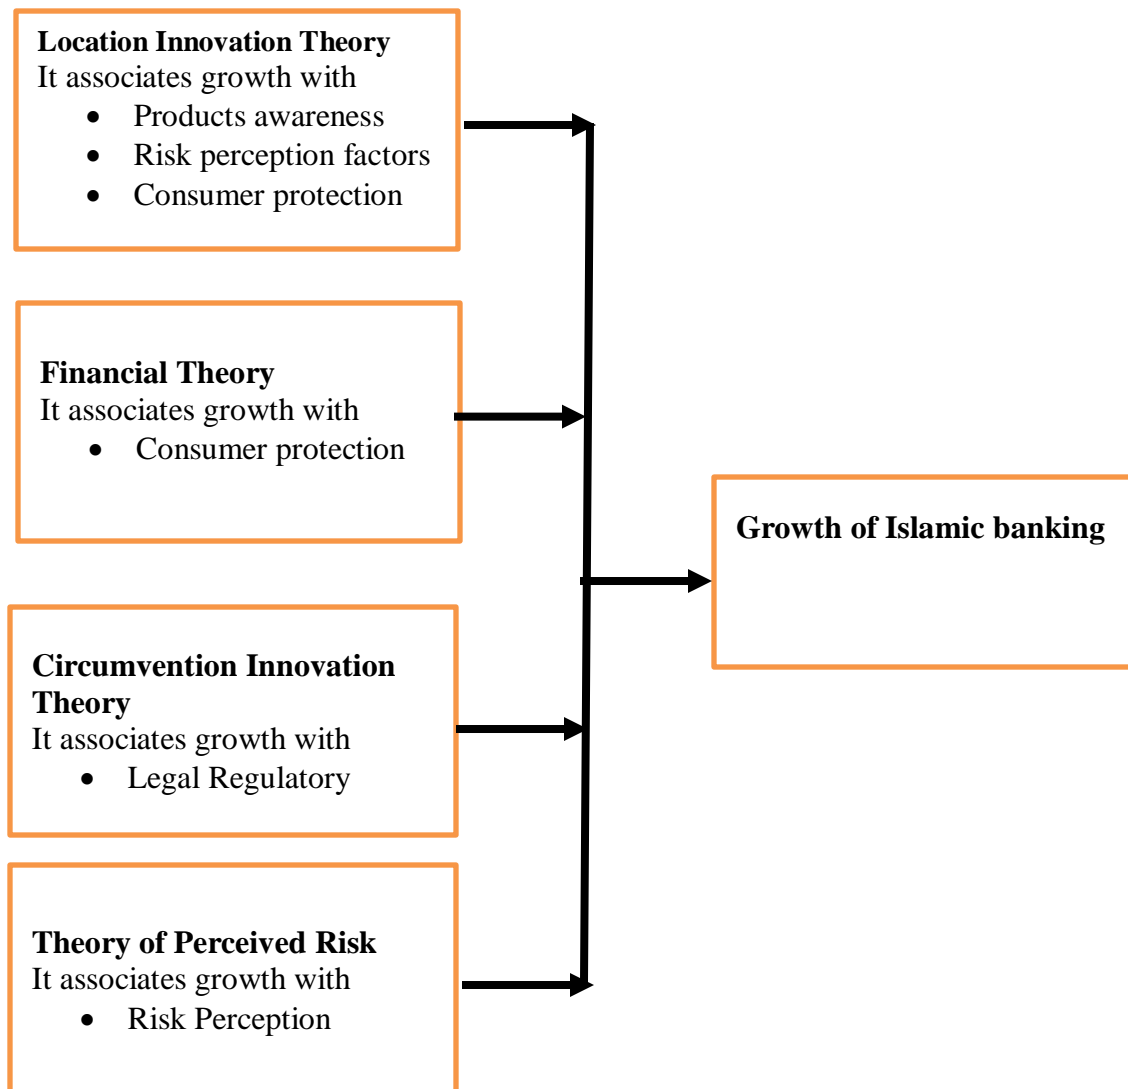 Location Innovation Theory
It associates growth with
• Products awareness
• Risk perception factors
• Consumer protection
Financial Theory
It associates growth with
• Consumer protection
Growth of Islamic banking
Circumvention Innovation
Theory
It associates growth with
• Legal Regulatory
Theory of Perceived Risk
It associates growth with
• Risk Perception